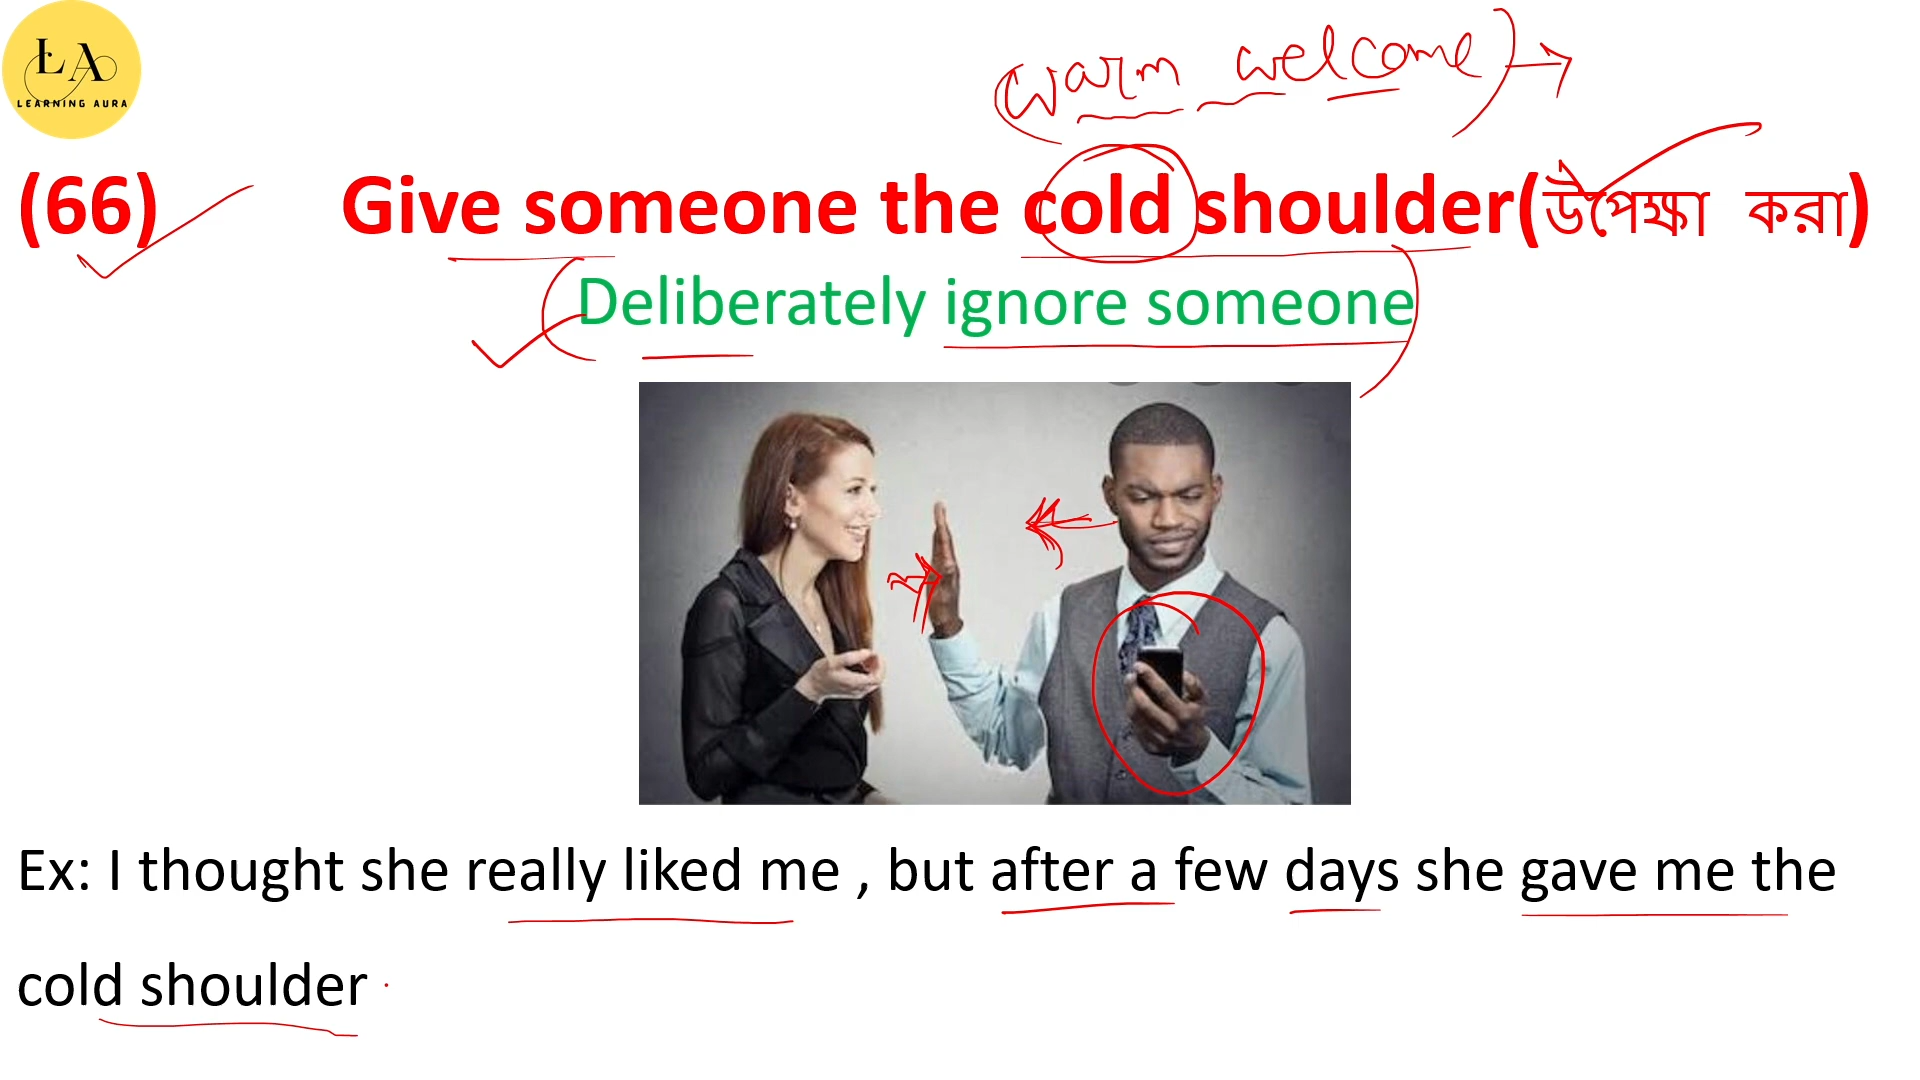 LA
LEARNING AURA
(warm welcome) →
(66) Give someone the cold shoulder(উপেক্ষা করা)
Deliberately ignore someone
Ex: I thought she really liked me , but after a few days she gave me the
cold shoulder